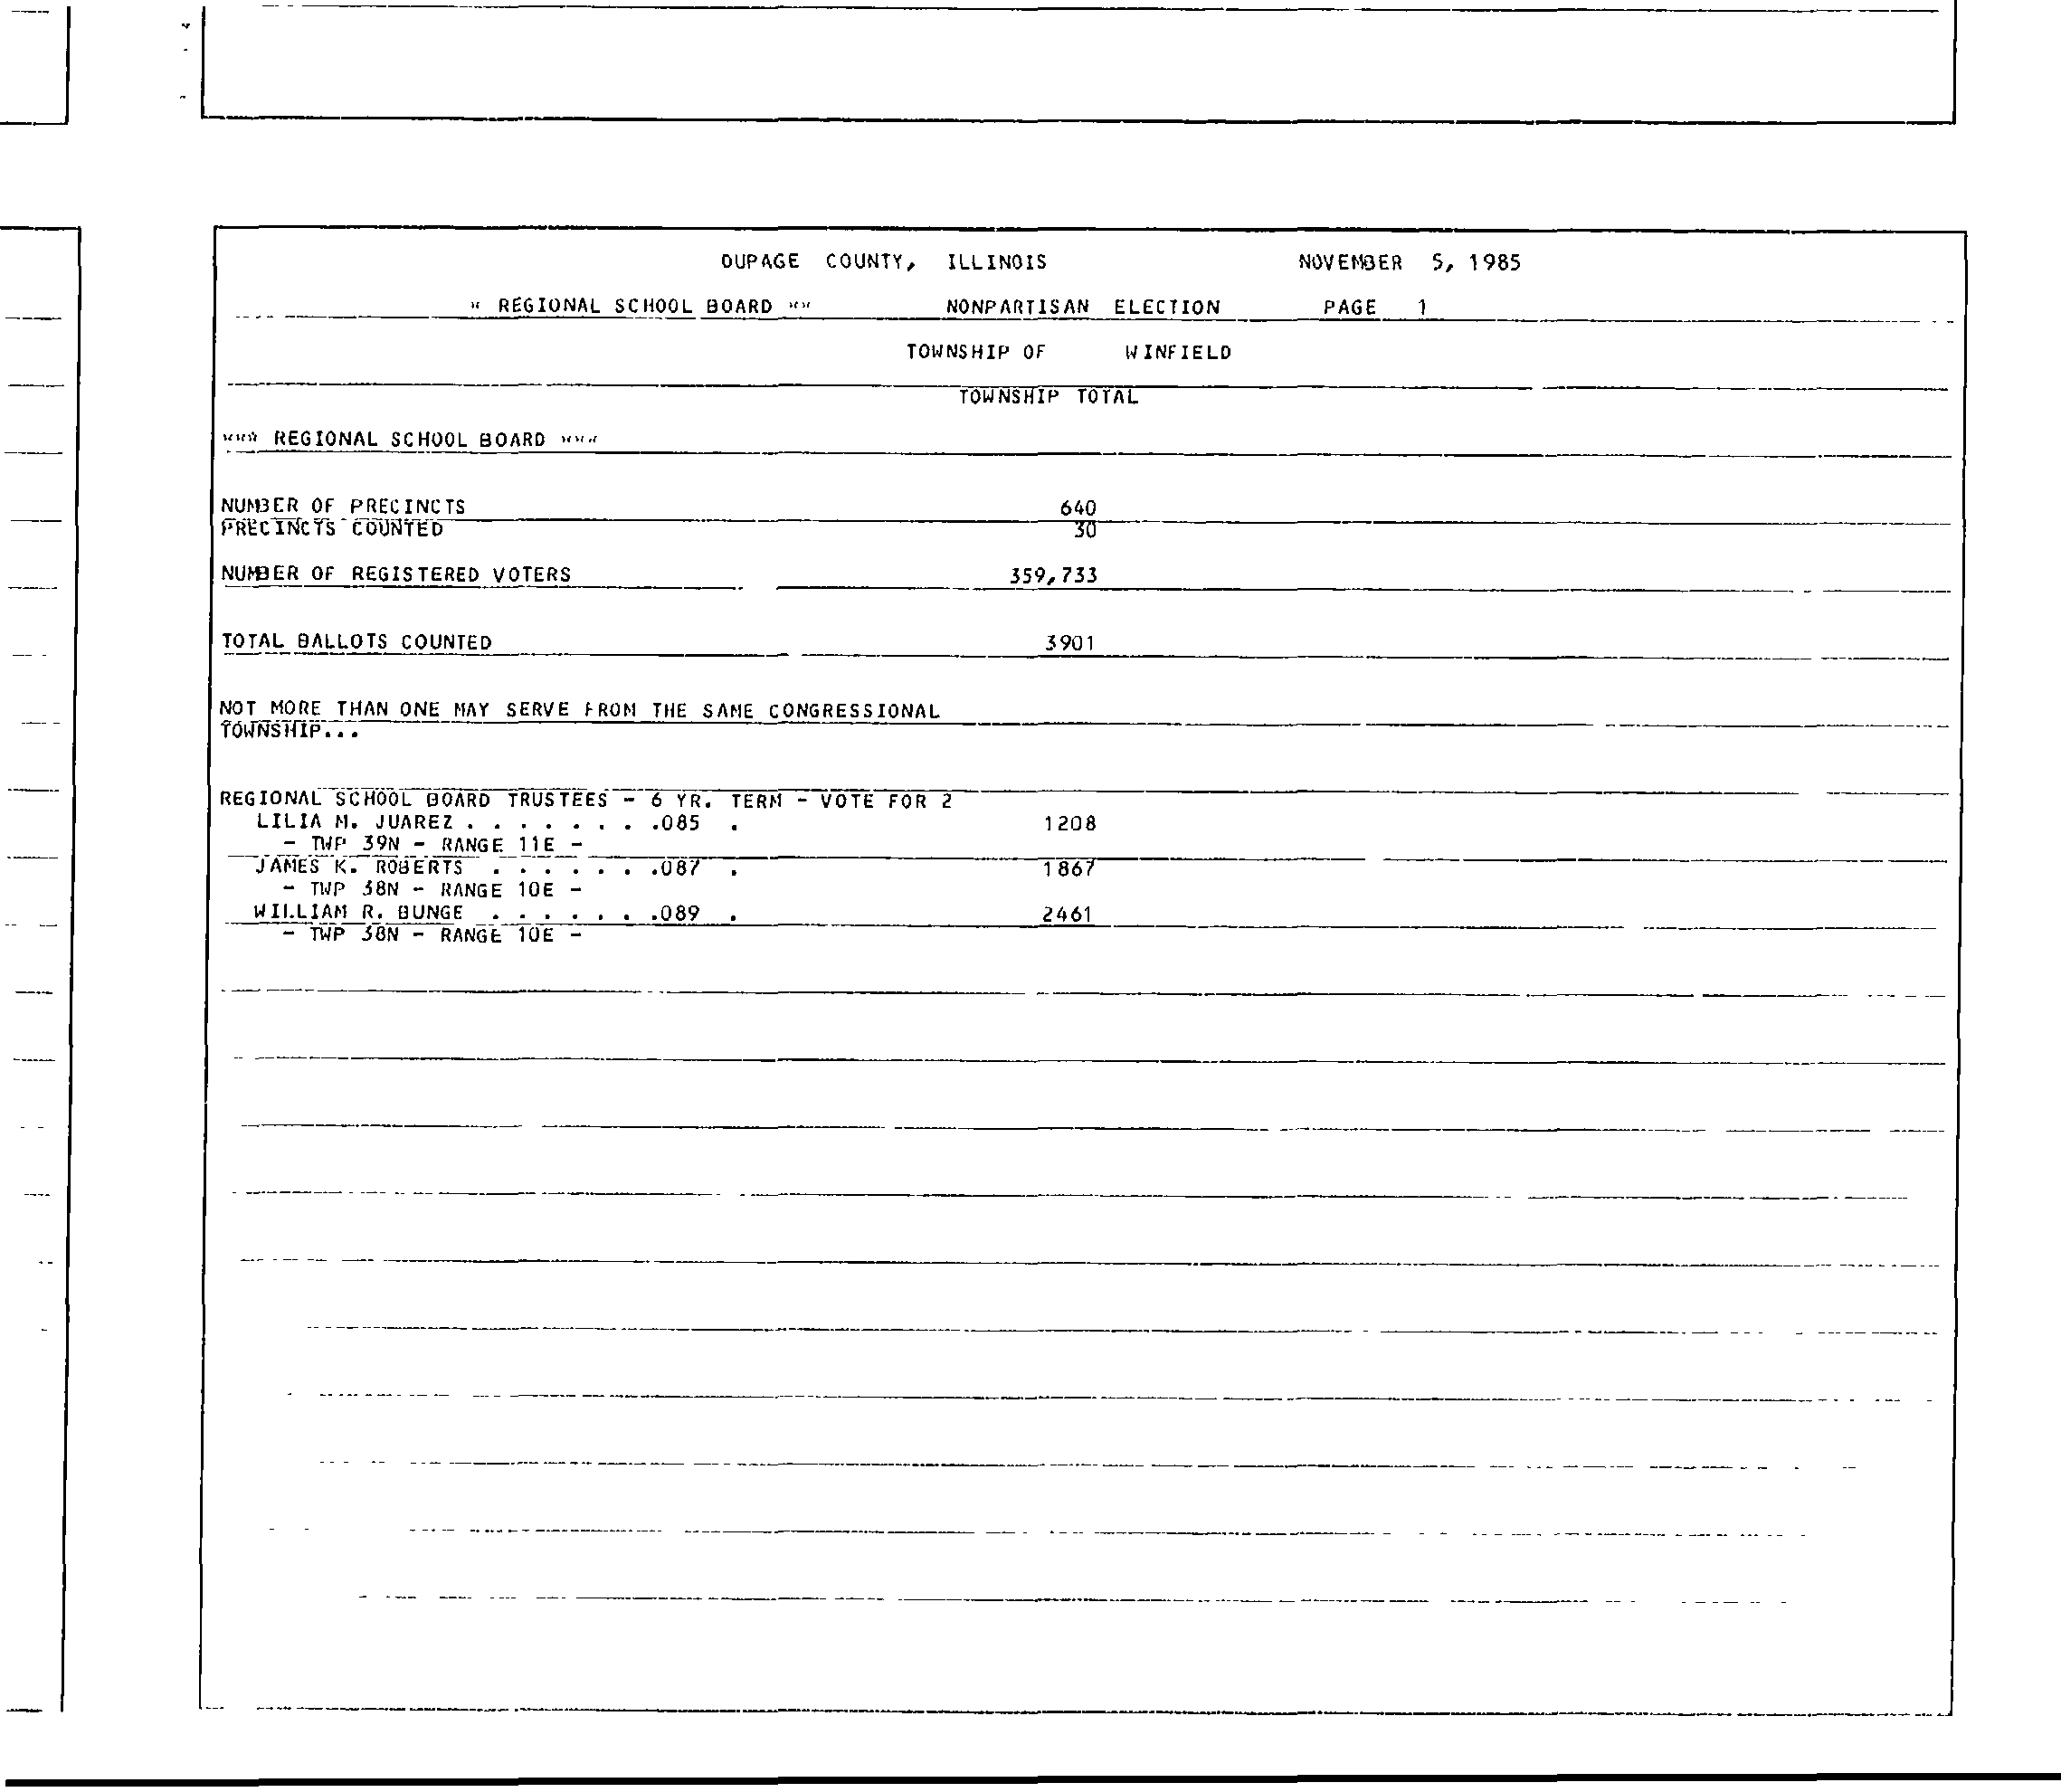 DUPAGE COUNTY, ILLINOIS NOVEMBER 5, 1985
* REGIONAL SCHOOL BOARD ** NONPARTISAN ELECTION PAGE 1
TOWNSHIP OF WINFIELD
TOWNSHIP TOTAL
*** REGIONAL SCHOOL BOARD ***
NUMBER OF PRECINCTS 640
PRECINCTS COUNTED 30
NUMBER OF REGISTERED VOTERS 359,733
TOTAL BALLOTS COUNTED 3901
NOT MORE THAN ONE MAY SERVE FROM THE SAME CONGRESSIONAL
TOWNSHIP...
REGIONAL SCHOOL BOARD TRUSTEES - 6 YR. TERM - VOTE FOR 2
LILIA M. JUAREZ . . . . . . . .085 . 1208
- TWP 39N - RANGE 11E -
JAMES K. ROBERTS . . . . . . .087 . 1867
- TWP 38N - RANGE 10E -
WILLIAM R. BUNGE . . . . . . .089 . 2461
- TWP 38N - RANGE 10E -